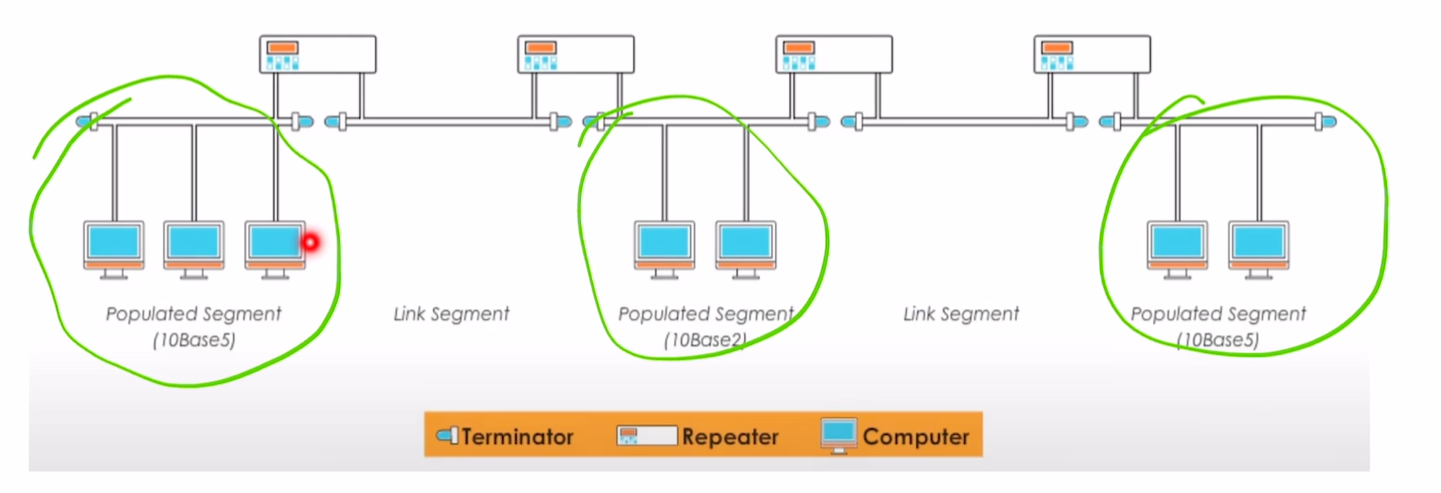 Populated Segment
(10Base5)
Link Segment
Populated Segment
(10Base2)
Link Segment
Populated Segment
(10Base5)
Terminator
Repeater
Computer